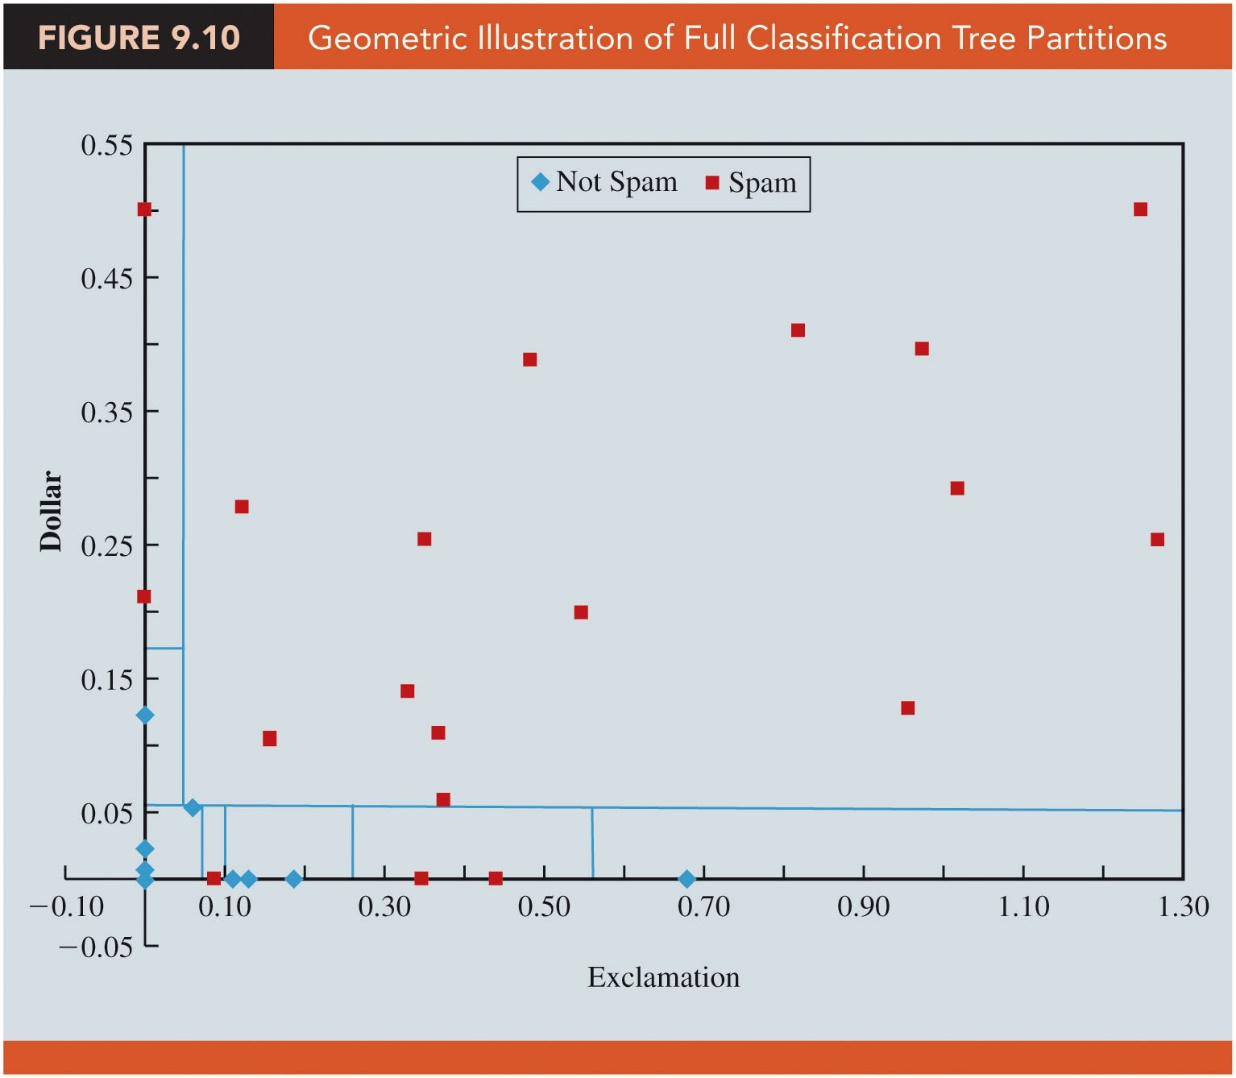 FIGURE 9.10 Geometric Illustration of Full Classification Tree Partitions
0.55
Not Spam Spam
0.45
0.35
Dollar
0.25
0.15
0.05
−0.10 0.10 0.30 0.50 0.70 0.90 1.10 1.30
−0.05
Exclamation